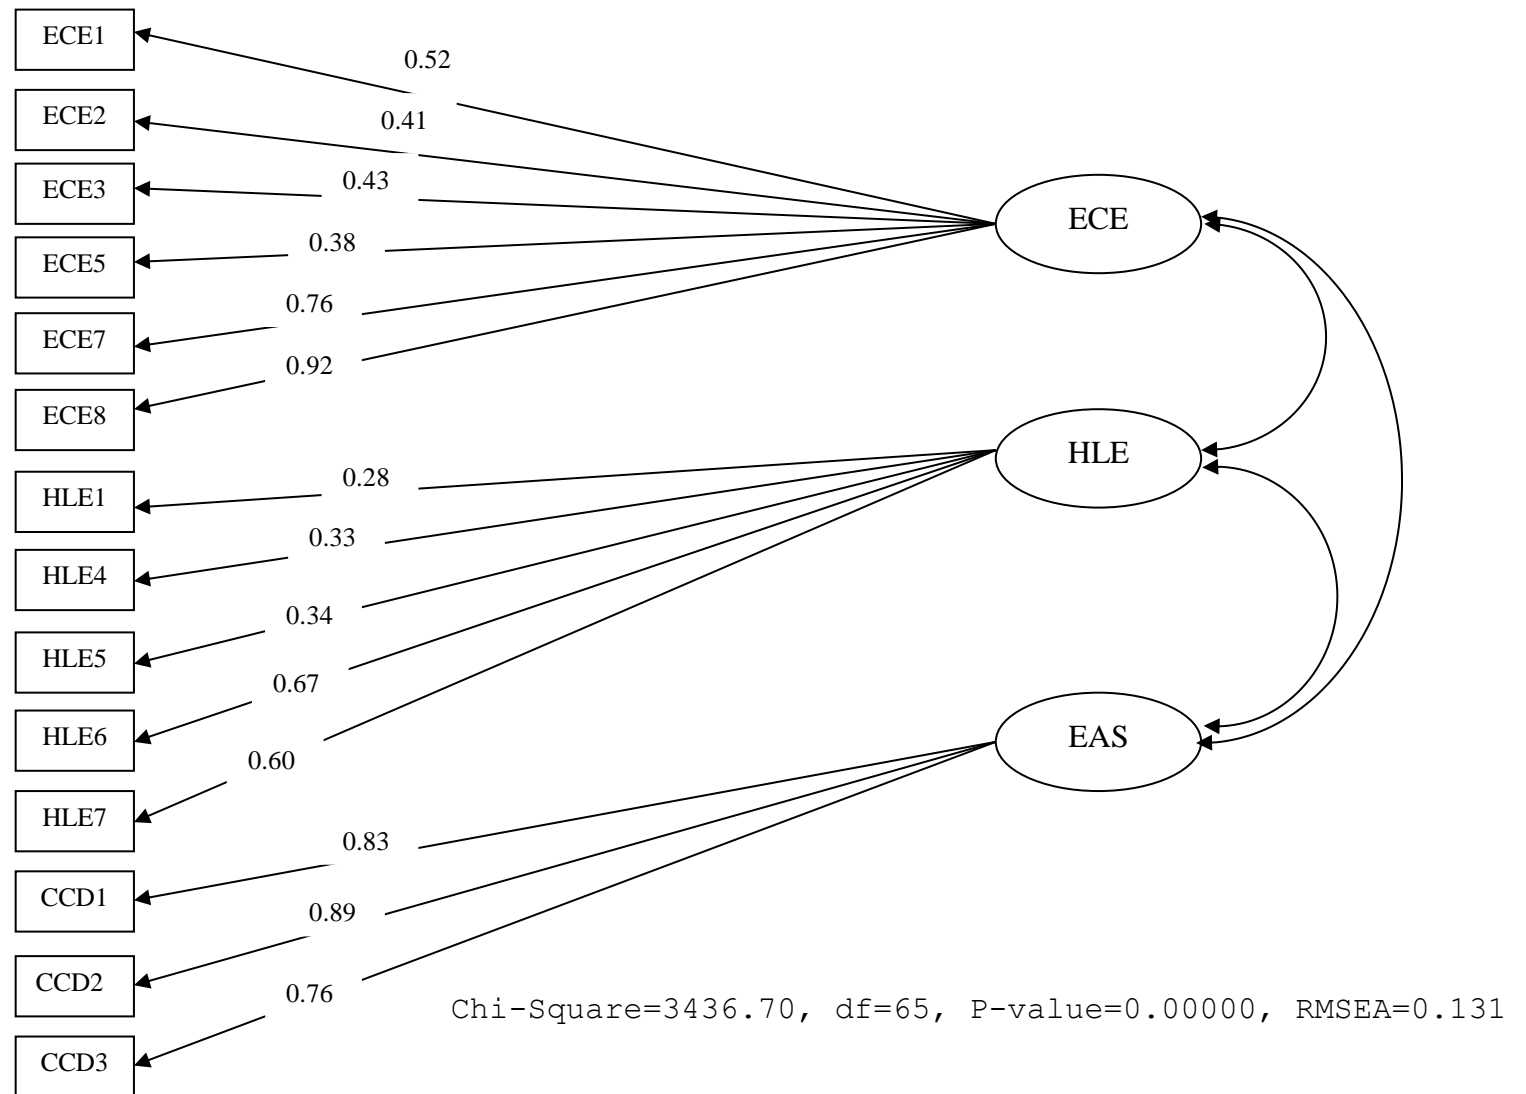 ECE1
0.52
ECE2
0.41
ECE3
0.43
ECE
ECE5
0.38
ECE7
0.76
ECE8
0.92
HLE
HLE1
0.28
HLE4
0.33
HLE5
0.34
HLE6
0.67
HLE7
0.60
EAS
CCD1
0.83
CCD2
0.89
CCD3
0.76
Chi-Square=3436.70, df=65, P-value=0.00000, RMSEA=0.131